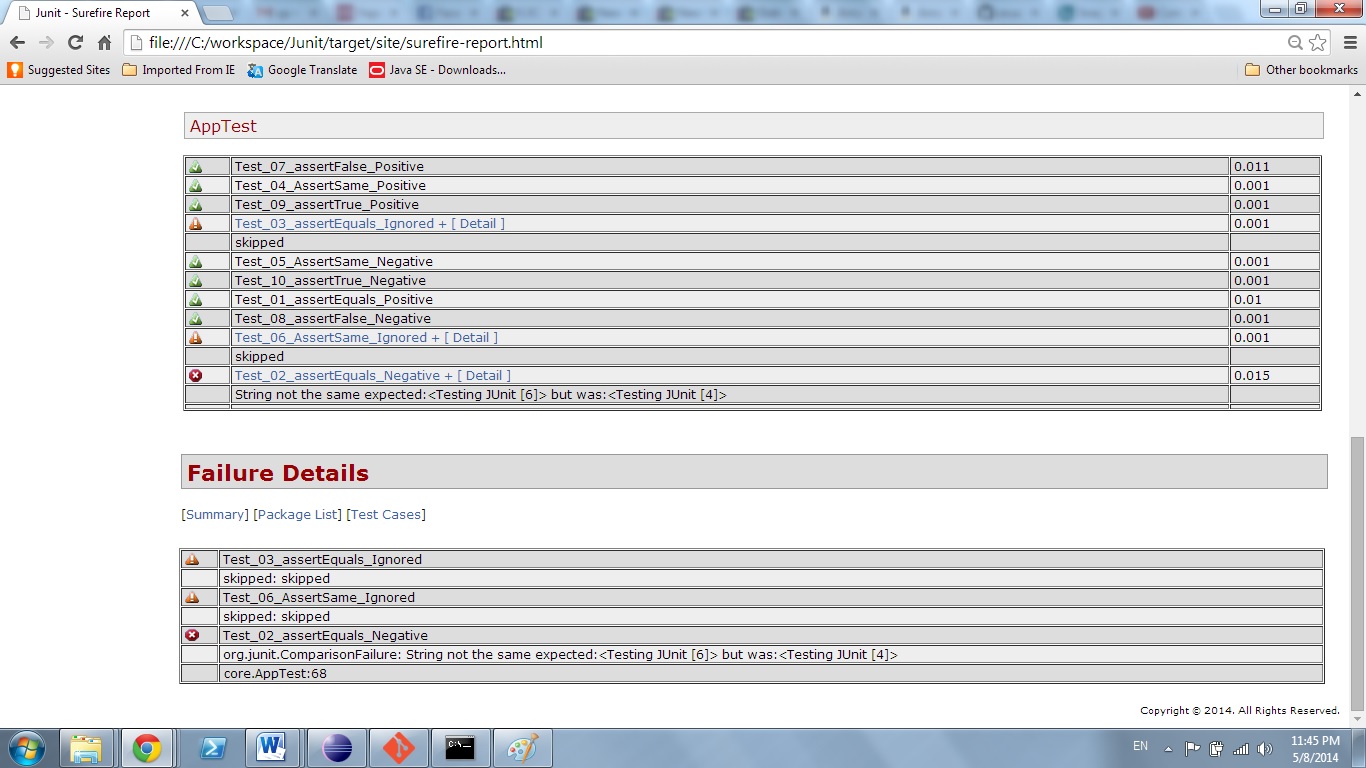 Junit - Surefire Report
file:///C:/workspace/Junit/target/site/surefire-report.html
Suggested Sites Imported From IE Google Translate Java SE - Downloads... Other bookmarks
AppTest
Test_07_assertFalse_Positive 0.011
Test_04_AssertSame_Positive 0.001
Test_09_assertTrue_Positive 0.001
Test_03_assertEquals_Ignored + [ Detail ] 0.001
skipped
Test_05_AssertSame_Negative 0.001
Test_10_assertTrue_Negative 0.001
Test_01_assertEquals_Positive 0.01
Test_08_assertFalse_Negative 0.001
Test_06_AssertSame_Ignored + [ Detail ] 0.001
skipped
Test_02_assertEquals_Negative + [ Detail ] 0.015
String not the same expected:<Testing JUnit [6]> but was:<Testing JUnit [4]>
Failure Details
[Summary] [Package List] [Test Cases]
Test_03_assertEquals_Ignored
skipped: skipped
Test_06_AssertSame_Ignored
skipped: skipped
Test_02_assertEquals_Negative
org.junit.ComparisonFailure: String not the same expected:<Testing JUnit [6]> but was:<Testing JUnit [4]>
core.AppTest:68
Copyright © 2014. All Rights Reserved.
EN
11:45 PM
5/8/2014